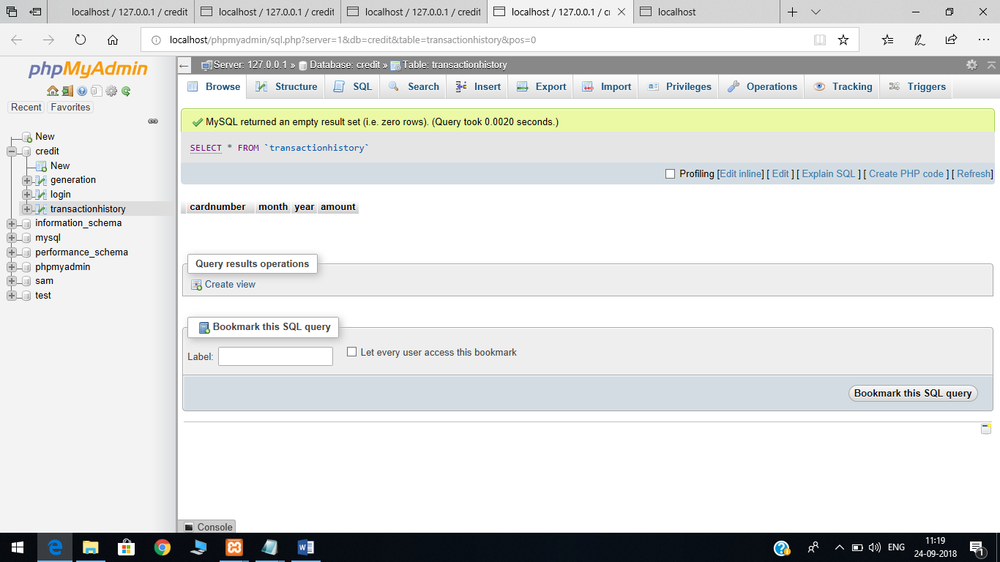 localhost / 127.0.0.1 / credit
localhost / 127.0.0.1 / credit
localhost / 127.0.0.1 / credit
localhost / 127.0.0.1 / cr
localhost
localhost/phpmyadmin/sql.php?server=1&db=credit&table=transactionhistory&pos=0
phpMyAdmin
Recent Favorites
New
credit
New
generation
login
transactionhistory
information_schema
mysql
performance_schema
phpmyadmin
sam
test
Server: 127.0.0.1 » Database: credit » Table: transactionhistory
Browse Structure SQL Search Insert Export Import Privileges Operations Tracking Triggers
MySQL returned an empty result set (i.e. zero rows). (Query took 0.0020 seconds.)
SELECT * FROM `transactionhistory`
Profiling [Edit inline] [ Edit ] [ Explain SQL ] [ Create PHP code ] [ Refresh]
cardnumber month year amount
Query results operations
Create view
Bookmark this SQL query
Label: Let every user access this bookmark
Bookmark this SQL query
Console
ENG
11:19
24-09-2018
1